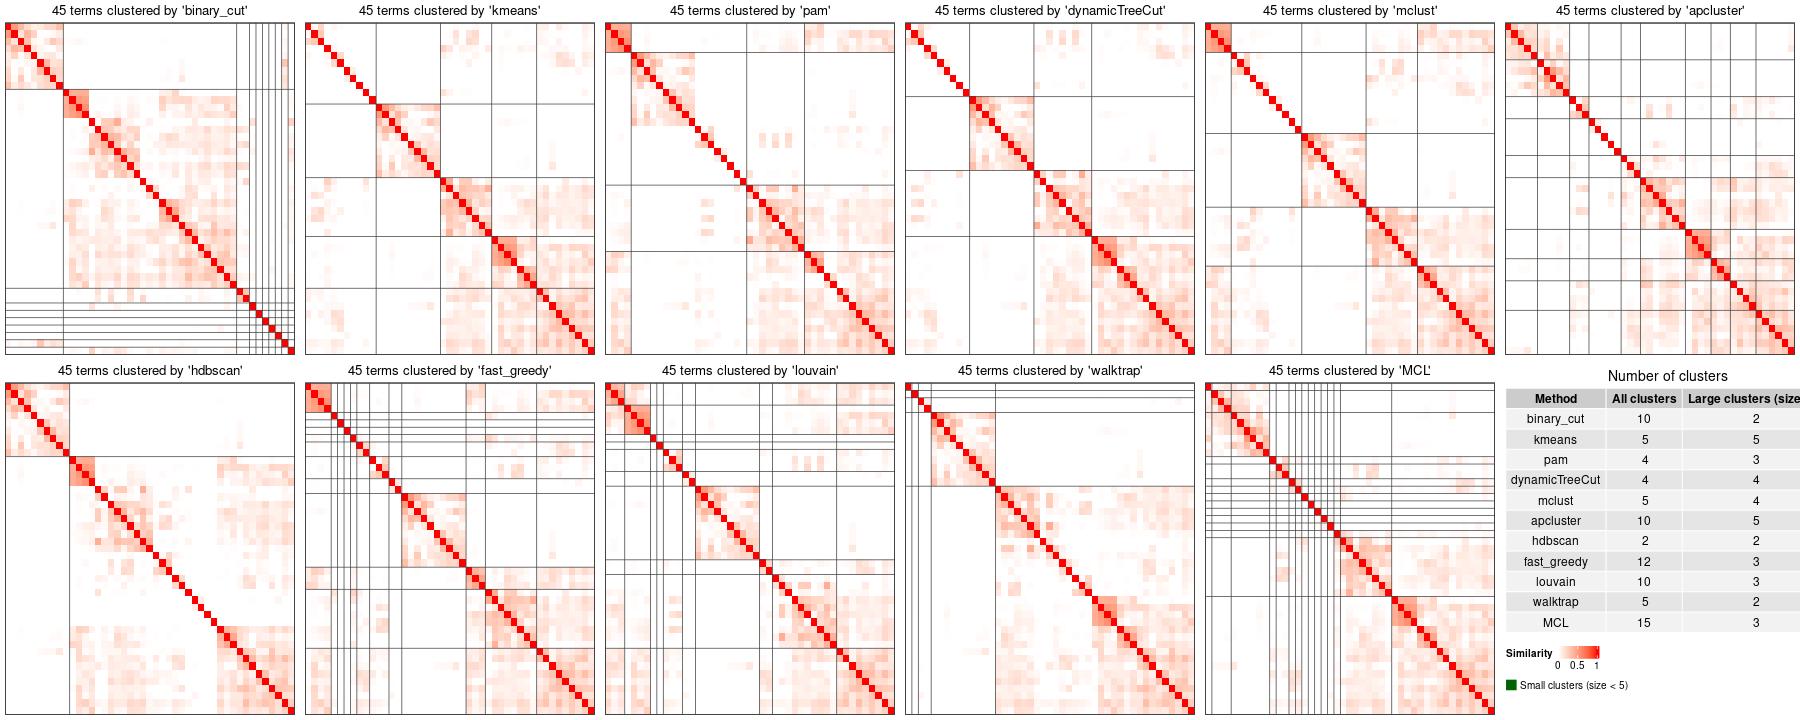 45 terms clustered by 'binary_cut'
45 terms clustered by 'kmeans'
45 terms clustered by 'pam'
45 terms clustered by 'dynamicTreeCut'
45 terms clustered by 'mclust'
45 terms clustered by 'apcluster'
45 terms clustered by 'hdbscan'
45 terms clustered by 'fast_greedy'
45 terms clustered by 'louvain'
45 terms clustered by 'walktrap'
45 terms clustered by 'MCL'
Number of clusters
Method All clusters Large clusters (size
binary_cut 10 2
kmeans 5 5
pam 4 3
dynamicTreeCut 4 4
mclust 5 4
apcluster 10 5
hdbscan 2 2
fast_greedy 12 3
louvain 10 3
walktrap 5 2
MCL 15 3
Similarity
0 0.5 1
Small clusters (size < 5)